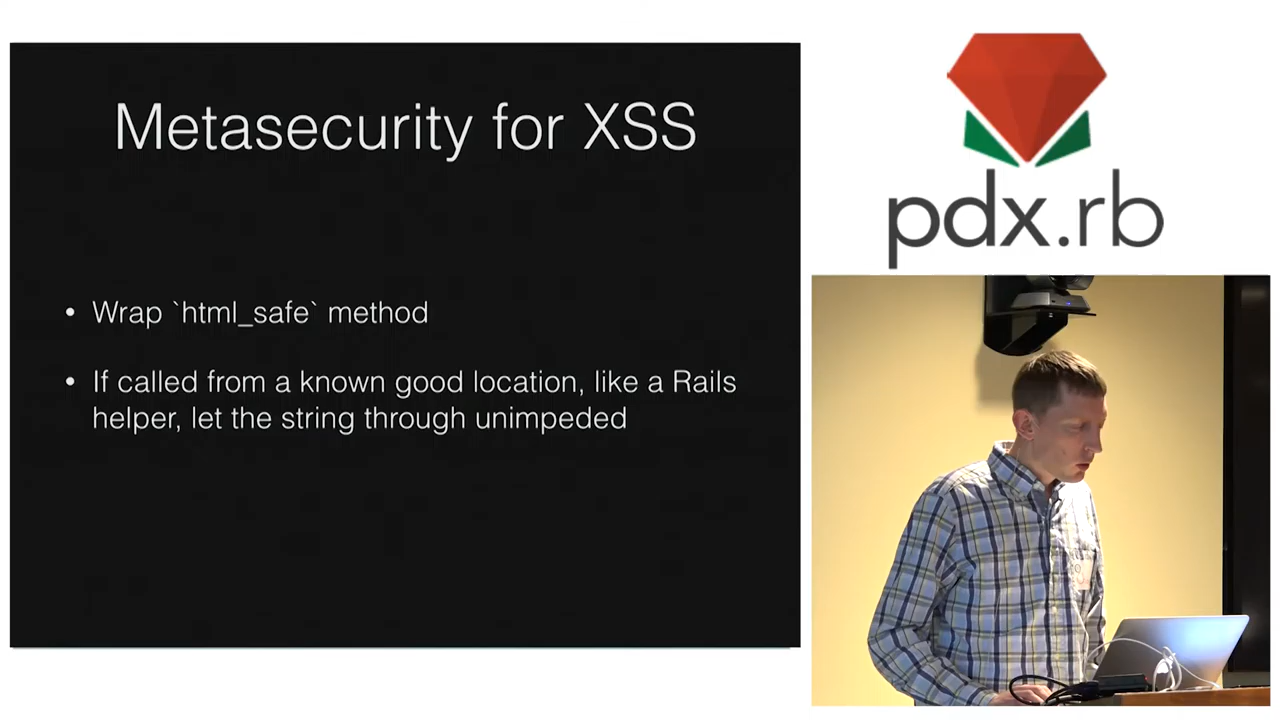 Metasecurity for XSS
• Wrap `html_safe` method
• If called from a known good location, like a Rails
helper, let the string through unimpeded
pdx.rb